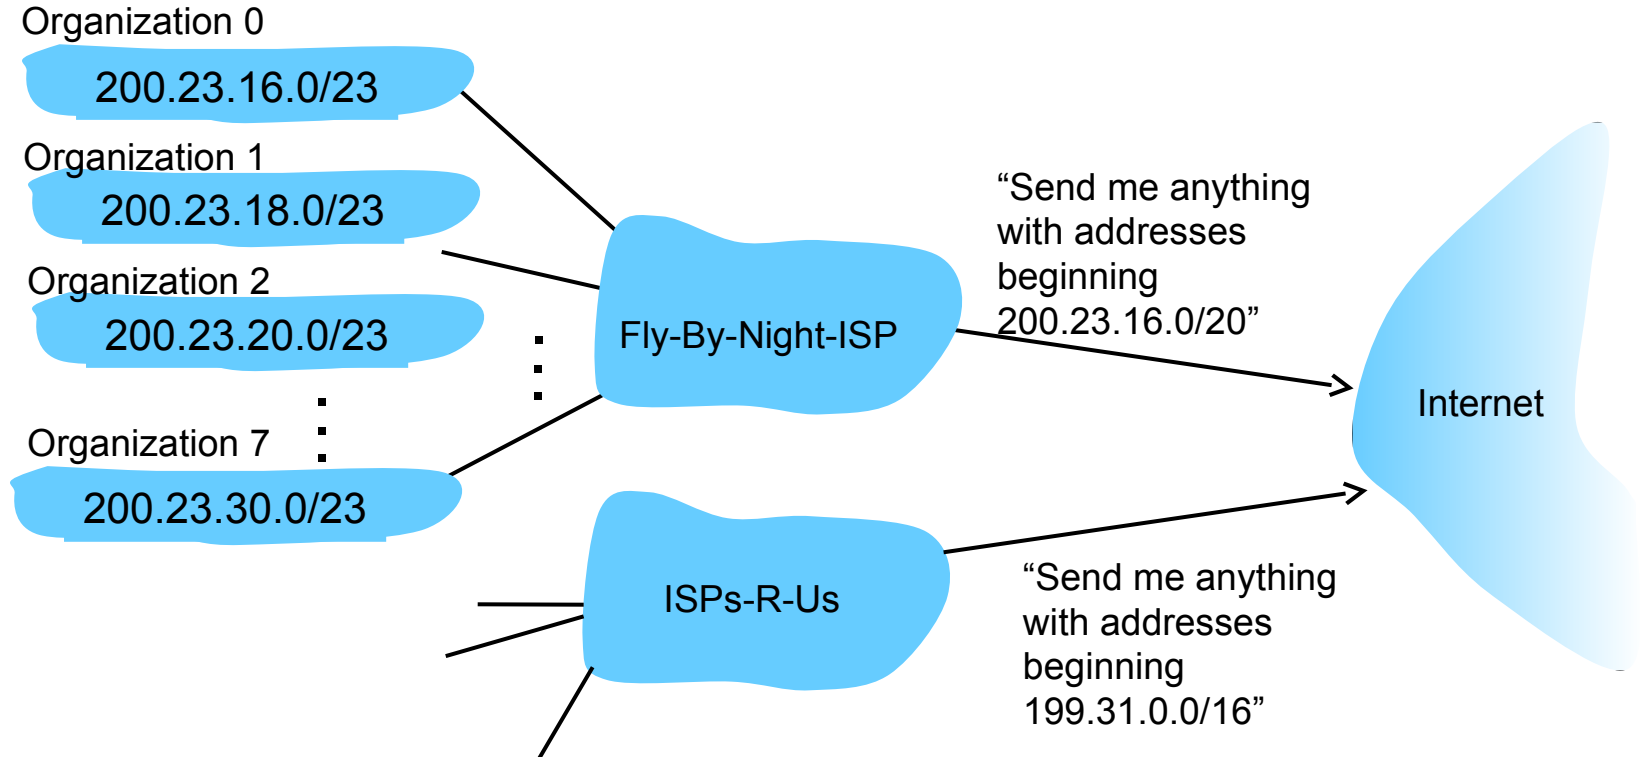 Organization 0
200.23.16.0/23
Organization 1
200.23.18.0/23
Organization 2
200.23.20.0/23
Organization 7
200.23.30.0/23
Fly-By-Night-ISP
“Send me anything
with addresses
beginning
200.23.16.0/20”
Internet
ISPs-R-Us
“Send me anything
with addresses
beginning
199.31.0.0/16”